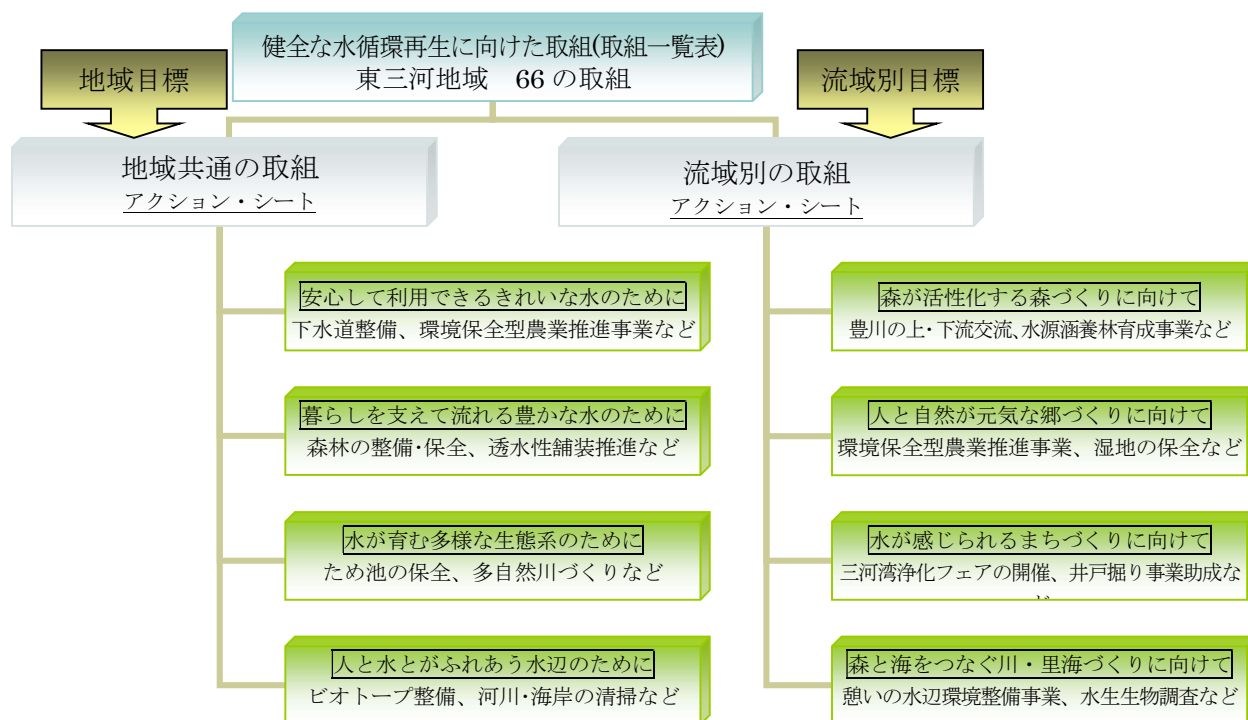 健全な水循環再生に向けた取組(取組一覧表)
東三河地域 66の取組
地域目標
流域別目標
地域共通の取組
アクション・シート
流域別の取組
アクション・シート
安心して利用できるきれいな水のために
下水道整備、環境保全型農業推進事業など
暮らしを支えて流れる豊かな水のために
森林の整備・保全、透水性舗装推進など
水が育む多様な生態系のために
ため池の保全、多自然川づくりなど
人と水とがふれあう水辺のために
ビオトープ整備、河川・海岸の清掃など
森が活性化する森づくりに向けて
豊川の上・下流交流、水源涵養林育成事業など
人と自然が元気な郷づくりに向けて
環境保全型農業推進事業、湿地の保全など
水が感じられるまちづくりに向けて
三河湾浄化フェアの開催、井戸掘り事業助成な
森と海をつなぐ川・里海づくりに向けて
憩いの水辺環境整備事業、水生生物調査など